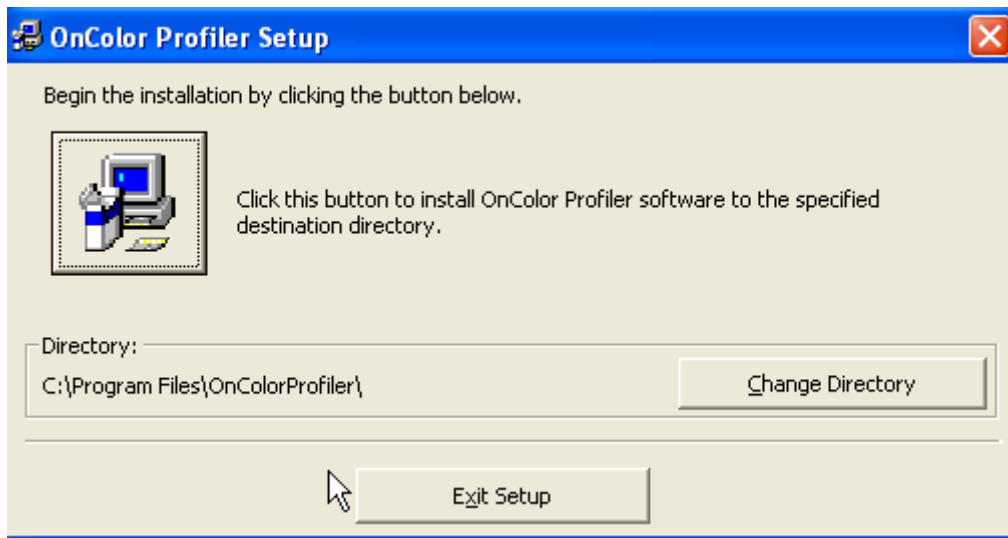 OnColor Profiler Setup
Begin the installation by clicking the button below.
Click this button to install OnColor Profiler software to the specified
destination directory.
Directory:
C:\Program Files\OnColorProfiler\
Change Directory
Exit Setup